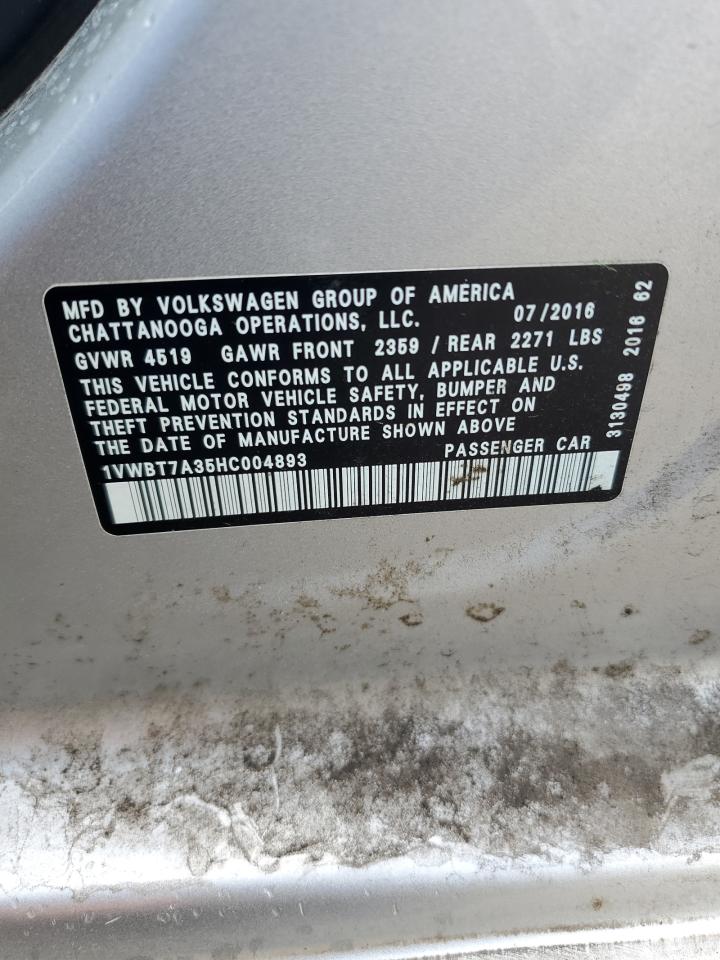 MFD BY VOLKSWAGEN GROUP OF AMERICA
CHATTANOOGA OPERATIONS, LLC. 07/2016
GVWR 4519 GAWR FRONT 2359 / REAR 2271 LBS
THIS VEHICLE CONFORMS TO ALL APPLICABLE U.S.
FEDERAL MOTOR VEHICLE SAFETY, BUMPER AND
THEFT PREVENTION STANDARDS IN EFFECT ON
THE DATE OF MANUFACTURE SHOWN ABOVE
1VWBT7A35HC004893 PASSENGER CAR
3130498 2016 62